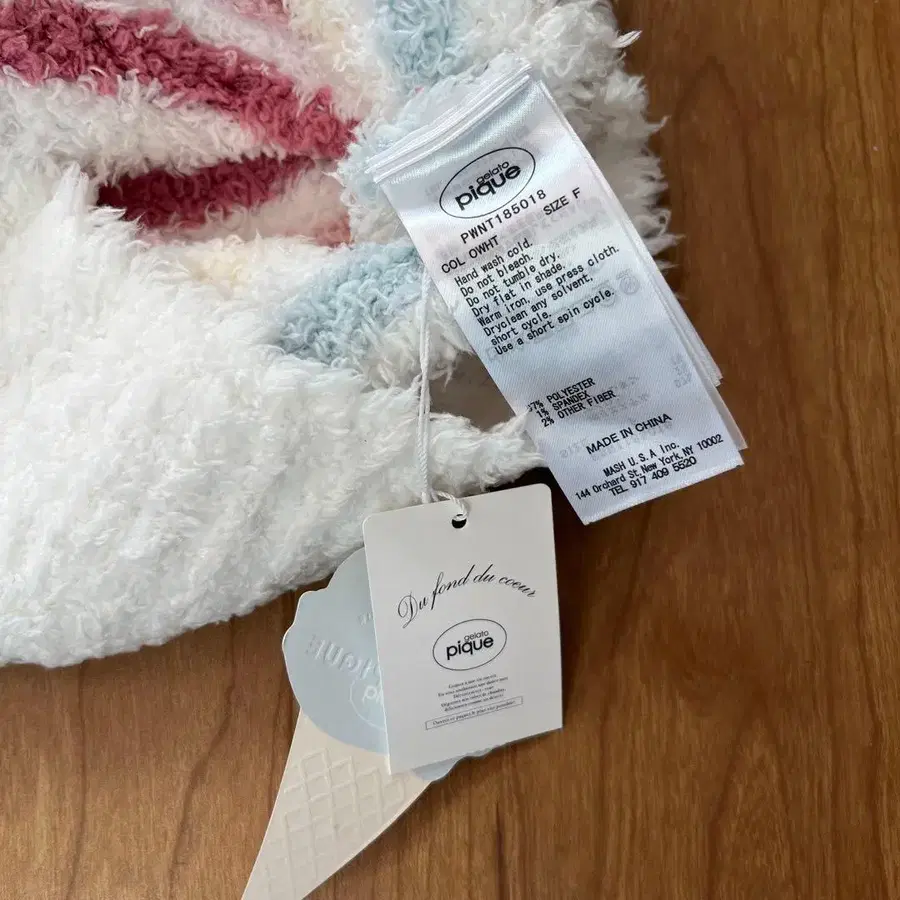 gelato
pique
PWNT185018
COL OWHT SIZE F
Hand wash cold.
Do not bleach.
Do not tumble dry.
Dry flat in shade.
Warm iron, use press cloth.
Dryclean any solvent,
short cycle.
Use a short spin cycle.
7% POLYESTER
1% SPANDEX
2% OTHER FIBER
MADE IN CHINA
MASH U.S.A Inc.
144 Orchard St, New York, NY 10002
TEL 917 409 5520
Du fond du coeur
gelato
pique